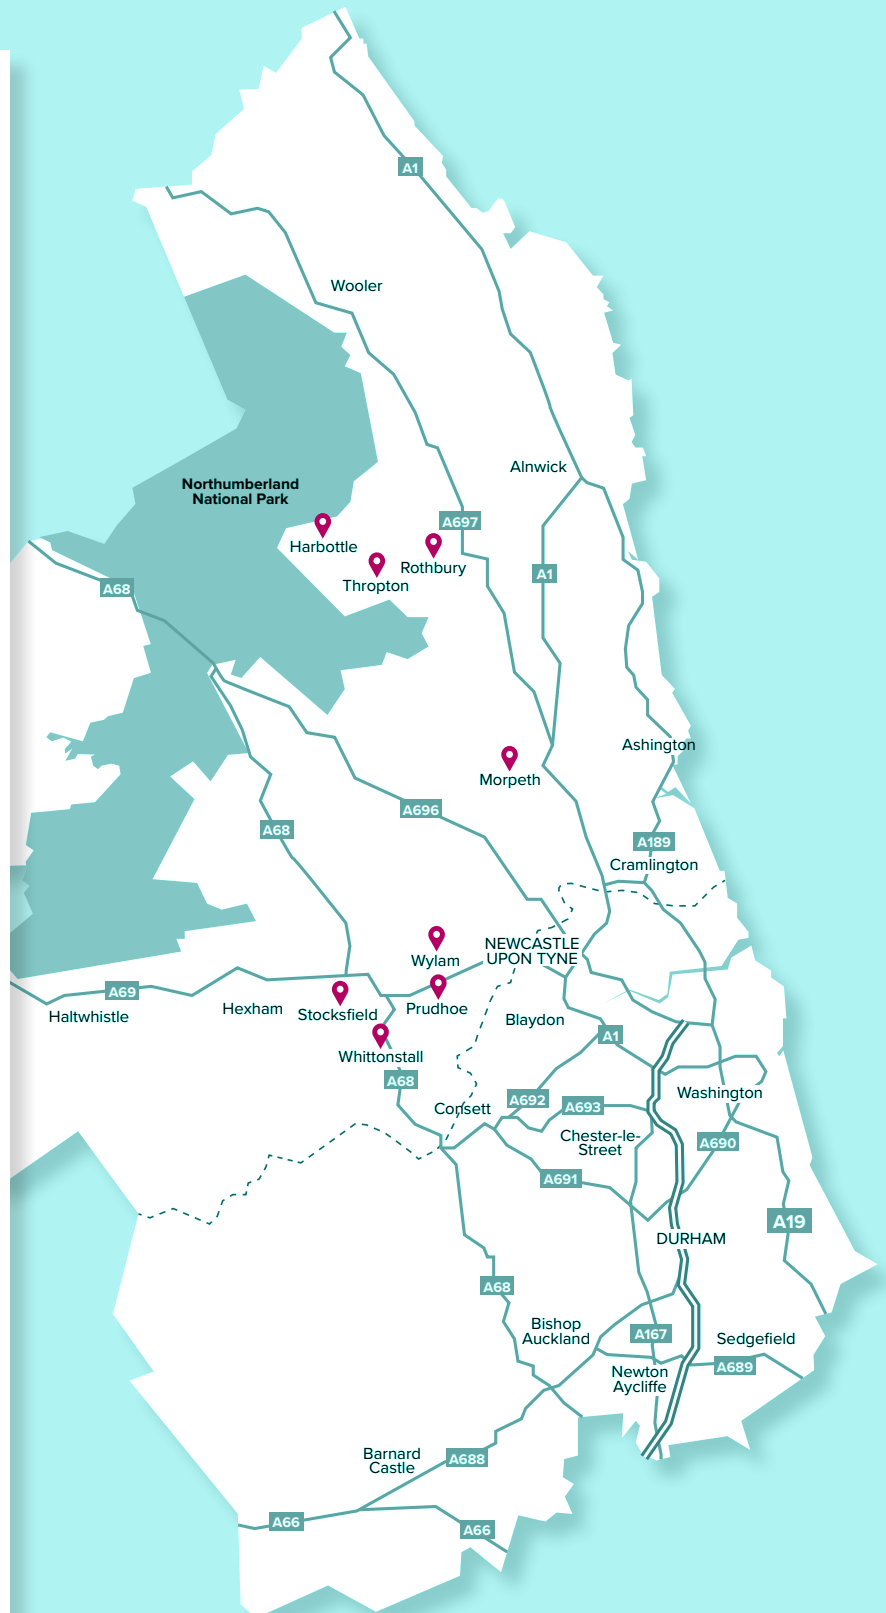 A1
Wooler
Alnwick
Northumberland
National Park
A697
Harbottle
Rothbury
Thropton
A1
A68
Ashington
Morpeth
A696
A68
A189
Cramlington
Wylam
NEWCASTLE
UPON TYNE
A69
Haltwhistle
Hexham
Stocksfield
Prudhoe
Blaydon
A1
Whittonstall
A68
Washington
A692
A693
Consett
Chester-le-
Street
A690
A691
A19
DURHAM
A68
Bishop
Auckland
A167
Sedgefield
A689
Newton
Aycliffe
Barnard
Castle
A688
A66
A66